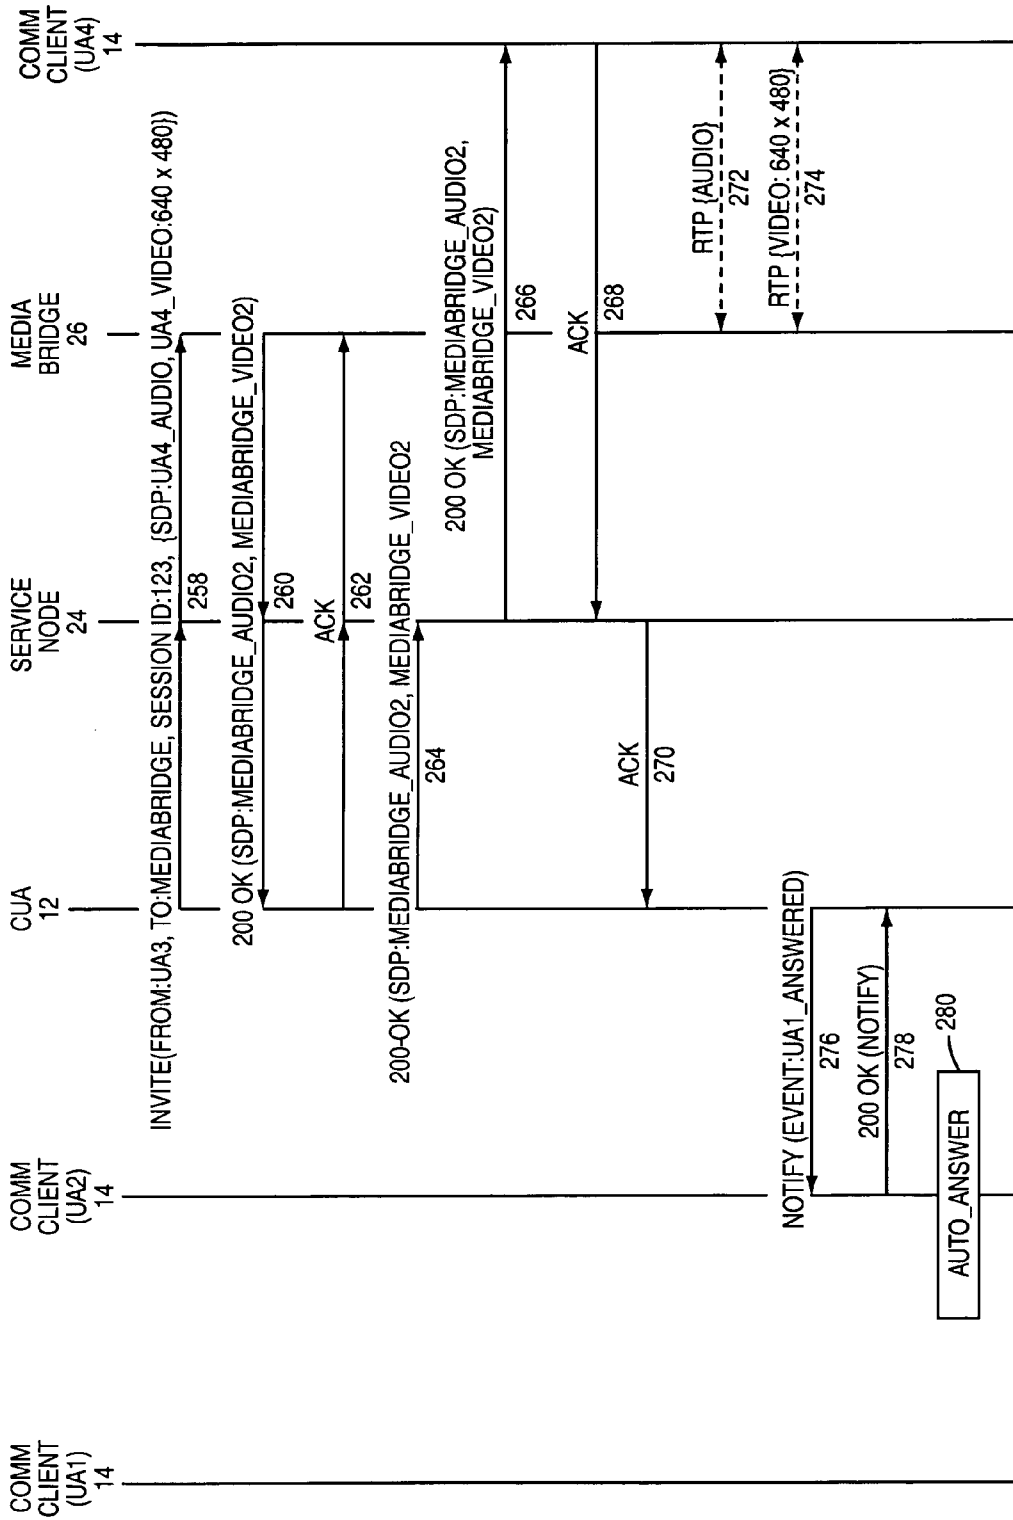 COMM
CLIENT
(UA1)
14
COMM
CLIENT
(UA2)
14
CUA
12
SERVICE
NODE
24
MEDIA
BRIDGE
26
COMM
CLIENT
(UA4)
14
INVITE(FROM:UA3, TO:MEDIABRIDGE, SESSION ID:123, {SDP:UA4_AUDIO, UA4_VIDEO:640 x 480})
258
200 OK (SDP:MEDIABRIDGE_AUDIO2, MEDIABRIDGE_VIDEO2)
260
ACK
262
200-OK (SDP:MEDIABRIDGE_AUDIO2, MEDIABRIDGE_VIDEO2
264
200 OK (SDP:MEDIABRIDGE_AUDIO2,
MEDIABRIDGE_VIDEO2)
266
ACK
268
ACK
270
RTP {AUDIO}
272
RTP {VIDEO: 640 x 480}
274
NOTIFY (EVENT:UA1_ANSWERED)
276
200 OK (NOTIFY)
278
AUTO_ANSWER
280